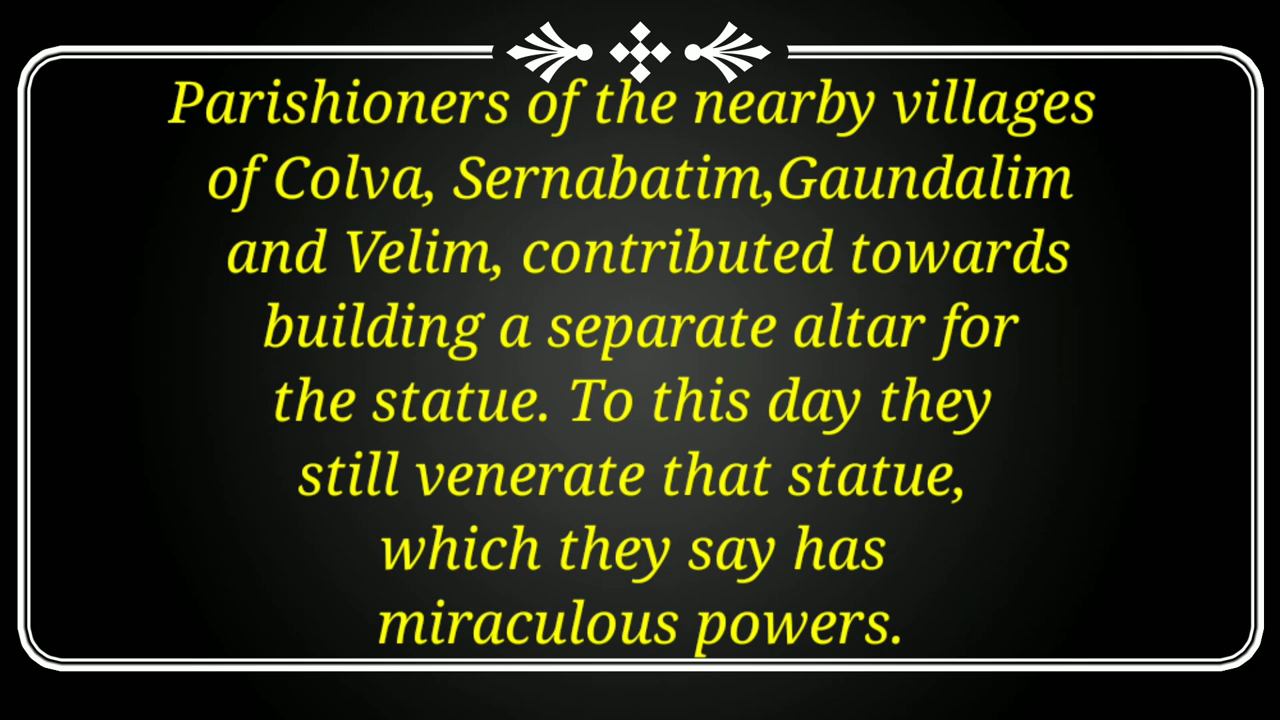 Parishioners of the nearby villages
of Colva, Sernabatim,Gaundalim
and Velim, contributed towards
building a separate altar for
the statue. To this day they
still venerate that statue,
which they say has
miraculous powers.